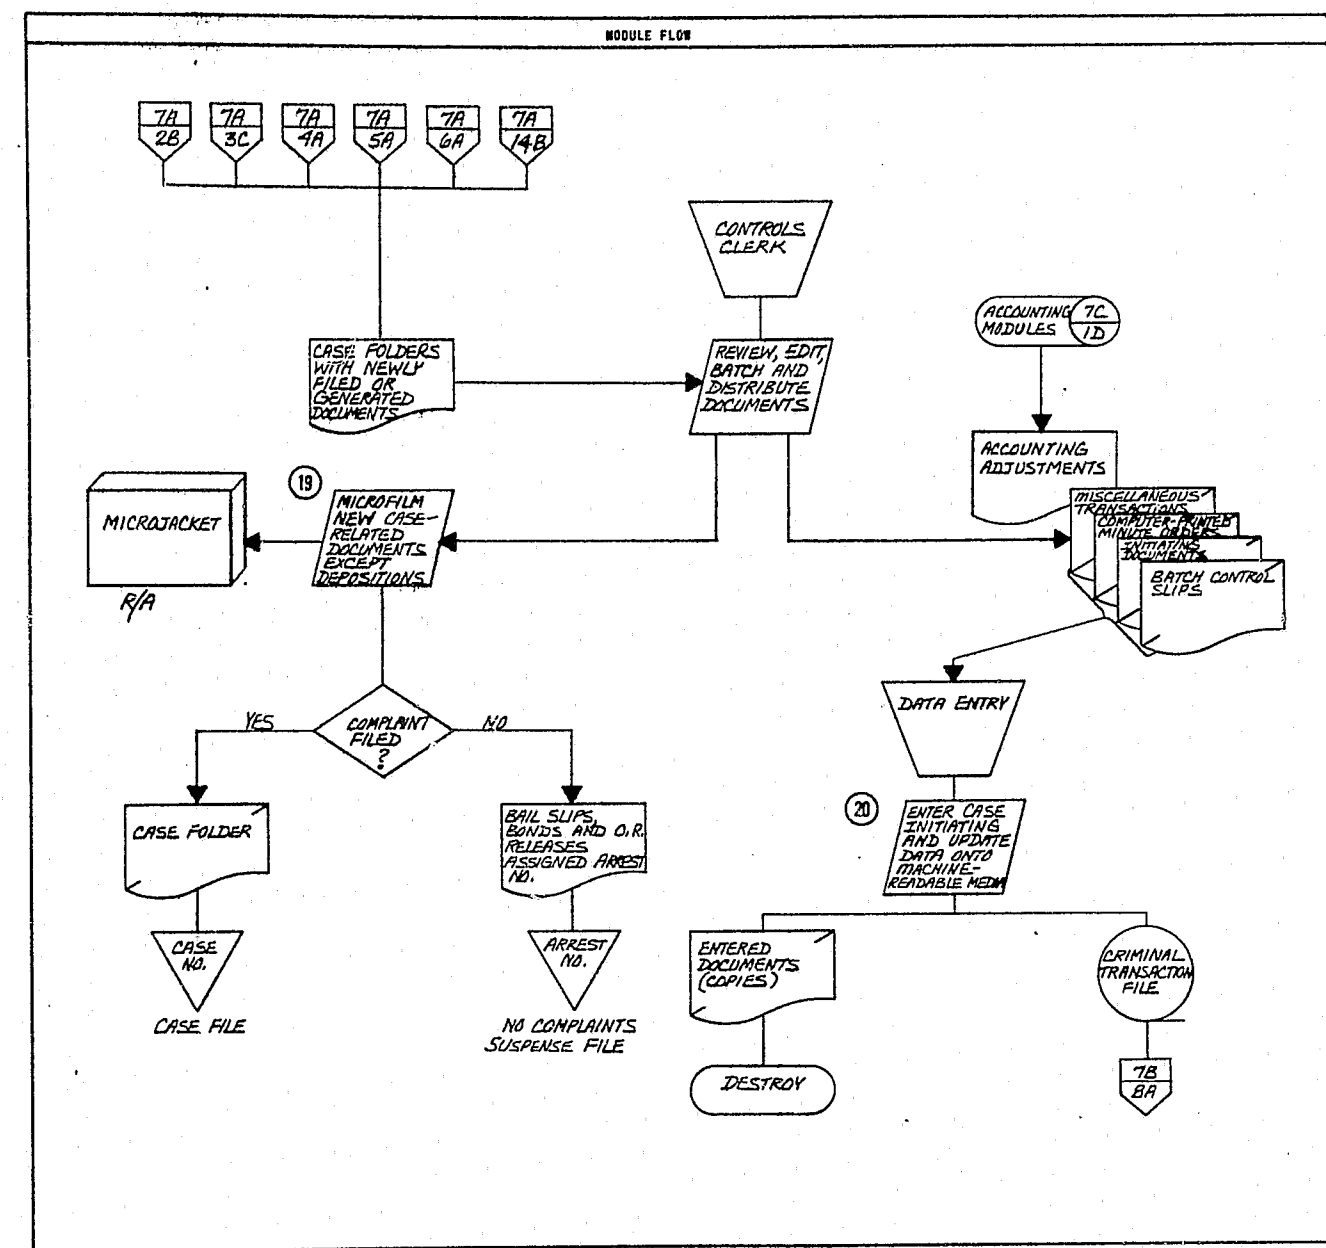 MODULE FLOW
7A
2B
7A
3C
7A
4A
7A
5A
7A
6A
7A
14B
CONTROLS
CLERK
ACCOUNTING
MODULES
7C
1D
CASE FOLDERS
WITH NEWLY
FILED OR
GENERATED
DOCUMENTS
REVIEW, EDIT,
BATCH AND
DISTRIBUTE
DOCUMENTS
ACCOUNTING
ADJUSTMENTS
MISCELLANEOUS
TRANSACTIONS
COMPUTER-PRINTED
MINUTE ORDERS
INITIATING
DOCUMENTS
BATCH CONTROL
SLIPS
19
MICROFILM
NEW CASE-
RELATED
DOCUMENTS
EXCEPT
DEPOSITIONS
MICROJACKET
R/A
COMPLAINT
FILED
?
YES
NO
DATA ENTRY
CASE FOLDER
BAIL SLIPS,
BONDS AND O.R.
RELEASES
ASSIGNED ARREST
NO.
20
ENTER CASE
INITIATING
AND UPDATE
DATA ONTO
MACHINE-
READABLE MEDIA
CASE
NO.
CASE FILE
ARREST
NO.
NO COMPLAINTS
SUSPENSE FILE
ENTERED
DOCUMENTS
(COPIES)
CRIMINAL
TRANSACTION
FILE
DESTROY
7B
8A